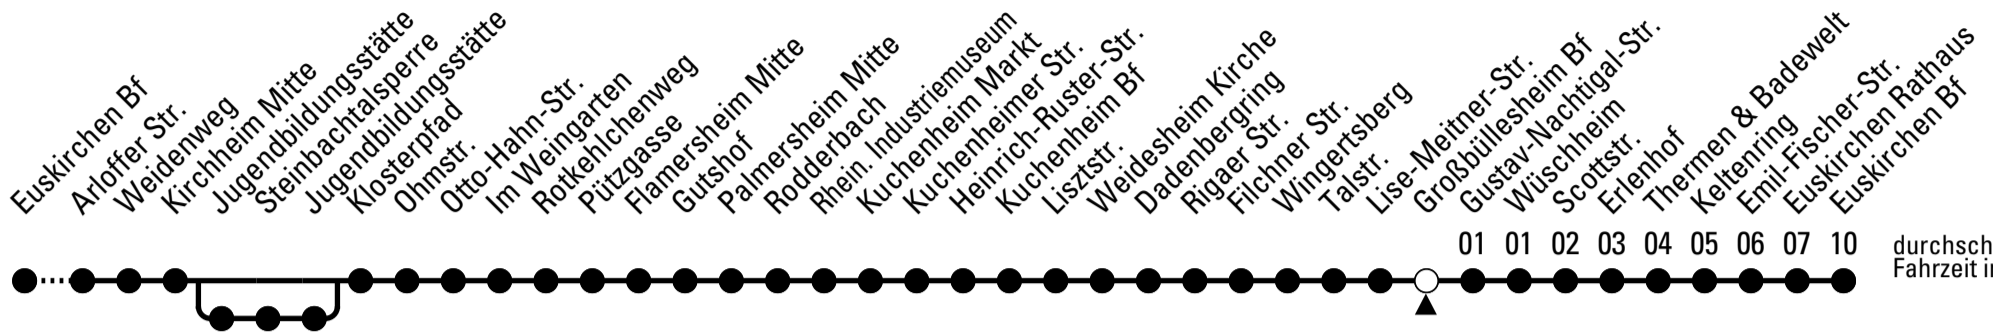 Euskirchen Bf
Arloffer Str.
Weidenweg
Kirchheim Mitte
Jugendbildungsstätte
Steinbachtalsperre
Jugendbildungsstätte
Klosterpfad
Ohmstr.
Otto-Hahn-Str.
Im Weingarten
Rotkehlchenweg
Pützgasse
Flamersheim Mitte
Gutshof
Palmersheim Mitte
Rodderbach
Rhein. Industriemuseum
Kuchenheim Markt
Kuchenheimer Str.
Heinrich-Ruster-Str.
Kuchenheim Bf
Lisztstr.
Weidesheim Kirche
Dadenbergring
Rigaer Str.
Filchner Str.
Wingertsberg
Talstr.
Lise-Meitner-Str.
Großbüllesheim Bf
Gustav-Nachtigal-Str.
Wüschheim
Scottstr.
Erlenhof
Thermen & Badewelt
Keltenring
Emil-Fischer-Str.
Euskirchen Rathaus
Euskirchen Bf
01 01 02 03 04 05 06 07 10
durchsch
Fahrzeit i